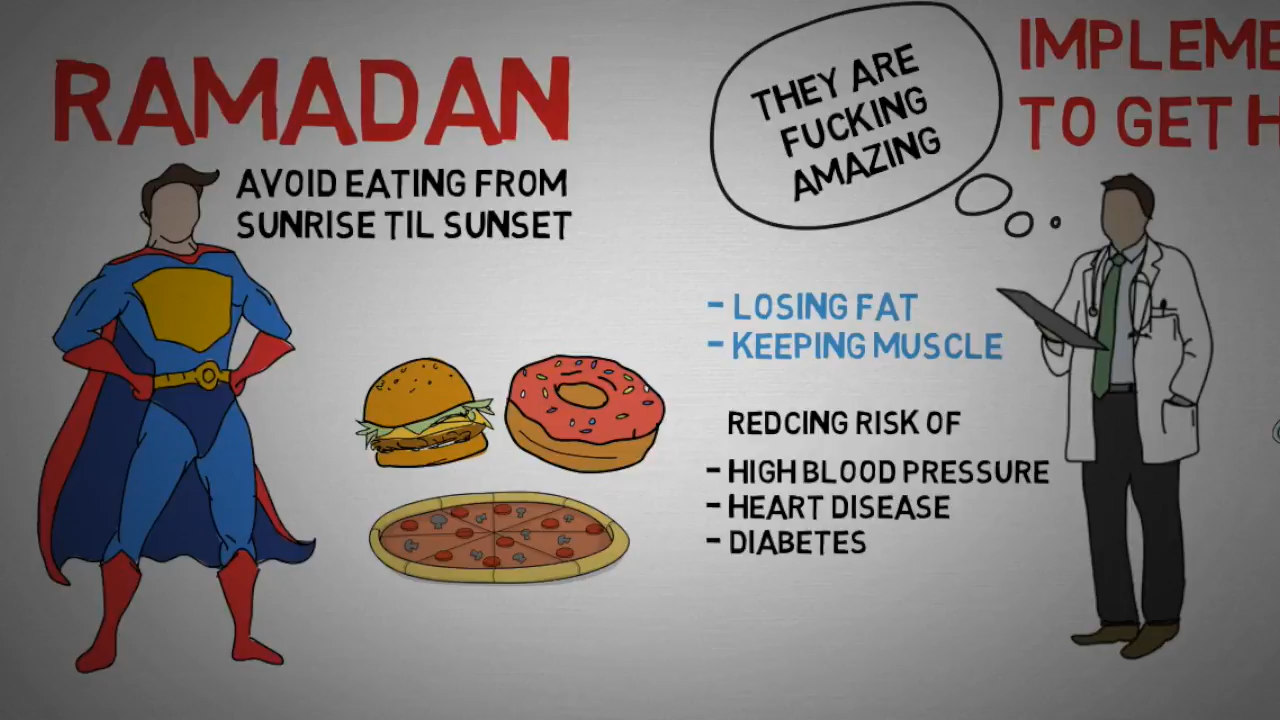 RAMADAN
AVOID EATING FROM
SUNRISE TIL SUNSET
THEY ARE
FUCKING
AMAZING
- LOSING FAT
- KEEPING MUSCLE
REDCING RISK OF
- HIGH BLOOD PRESSURE
- HEART DISEASE
- DIABETES
TO GET